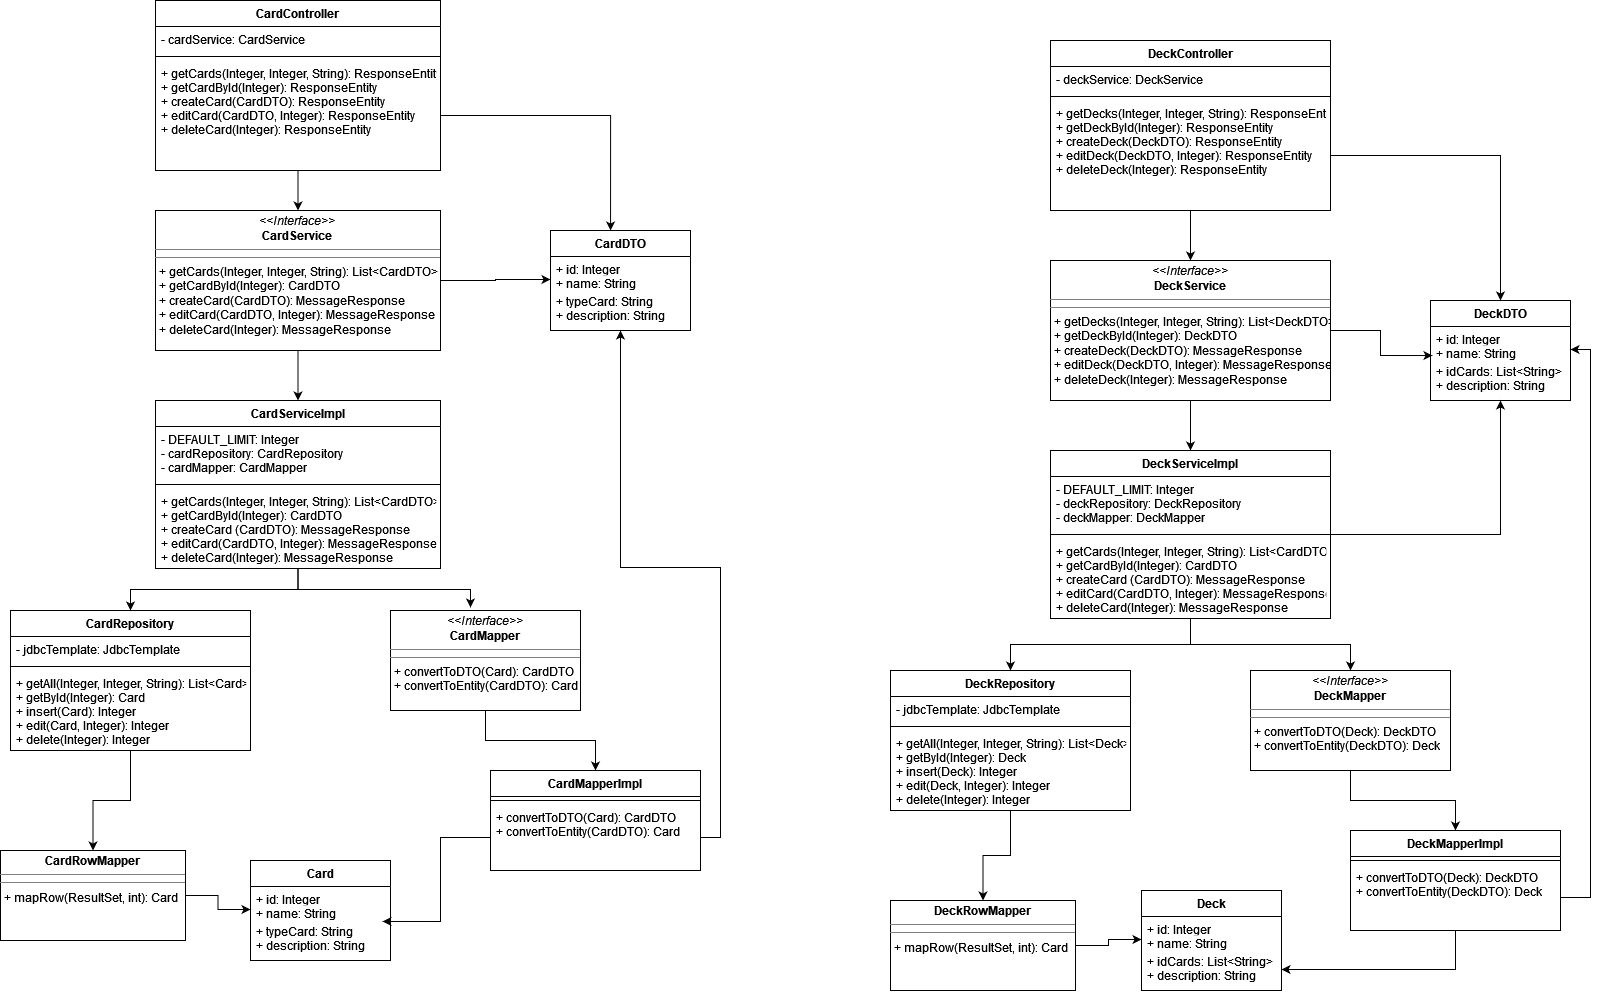 CardController
- cardService: CardService
+ getCards(Integer, Integer, String): ResponseEntit
+ getCardById(Integer): ResponseEntity
+ createCard(CardDTO): ResponseEntity
+ editCard(CardDTO, Integer): ResponseEntity
+ deleteCard(Integer): ResponseEntity
<<Interface>>
CardService
+ getCards(Integer, Integer, String): List<CardDTO>
+ getCardById(Integer): CardDTO
+ createCard(CardDTO): MessageResponse
+ editCard(CardDTO, Integer): MessageResponse
+ deleteCard(Integer): MessageResponse
CardDTO
+ id: Integer
+ name: String
+ typeCard: String
+ description: String
CardServiceImpl
- DEFAULT_LIMIT: Integer
- cardRepository: CardRepository
- cardMapper: CardMapper
+ getCards(Integer, Integer, String): List<CardDTO>
+ getCardById(Integer): CardDTO
+ createCard (CardDTO): MessageResponse
+ editCard(CardDTO, Integer): MessageResponse
+ deleteCard(Integer): MessageResponse
CardRepository
- jdbcTemplate: JdbcTemplate
+ getAll(Integer, Integer, String): List<Card>
+ getById(Integer): Card
+ insert(Card): Integer
+ edit(Card, Integer): Integer
+ delete(Integer): Integer
<<Interface>>
CardMapper
+ convertToDTO(Card): CardDTO
+ convertToEntity(CardDTO): Card
CardMapperImpl
+ convertToDTO(Card): CardDTO
+ convertToEntity(CardDTO): Card
CardRowMapper
+ mapRow(ResultSet, int): Card
Card
+ id: Integer
+ name: String
+ typeCard: String
+ description: String
DeckController
- deckService: DeckService
+ getDecks(Integer, Integer, String): ResponseEnt
+ getDeckById(Integer): ResponseEntity
+ createDeck(DeckDTO): ResponseEntity
+ editDeck(DeckDTO, Integer): ResponseEntity
+ deleteDeck(Integer): ResponseEntity
<<Interface>>
DeckService
+ getDecks(Integer, Integer, String): List<DeckDTO>
+ getDeckById(Integer): DeckDTO
+ createDeck(DeckDTO): MessageResponse
+ editDeck(DeckDTO, Integer): MessageResponse
+ deleteDeck(Integer): MessageResponse
DeckDTO
+ id: Integer
+ name: String
+ idCards: List<String>
+ description: String
DeckServiceImpl
- DEFAULT_LIMIT: Integer
- deckRepository: DeckRepository
- deckMapper: DeckMapper
+ getCards(Integer, Integer, String): List<CardDTO
+ getCardById(Integer): CardDTO
+ createCard (CardDTO): MessageResponse
+ editCard(CardDTO, Integer): MessageRespons
+ deleteCard(Integer): MessageResponse
DeckRepository
- jdbcTemplate: JdbcTemplate
+ getAll(Integer, Integer, String): List<Deck>
+ getById(Integer): Deck
+ insert(Deck): Integer
+ edit(Deck, Integer): Integer
+ delete(Integer): Integer
<<Interface>>
DeckMapper
+ convertToDTO(Deck): DeckDTO
+ convertToEntity(DeckDTO): Deck
DeckMapperImpl
+ convertToDTO(Deck): DeckDTO
+ convertToEntity(DeckDTO): Deck
DeckRowMapper
+ mapRow(ResultSet, int): Card
Deck
+ id: Integer
+ name: String
+ idCards: List<String>
+ description: String